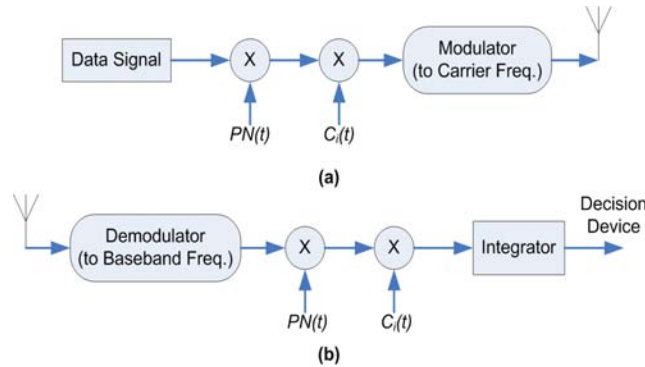 Data Signal
X
X
Modulator
(to Carrier Freq.)
PN(t)
Cᵢ(t)
(a)
Demodulator
(to Baseband Freq.)
X
X
Integrator
Decision
Device
PN(t)
Cᵢ(t)
(b)